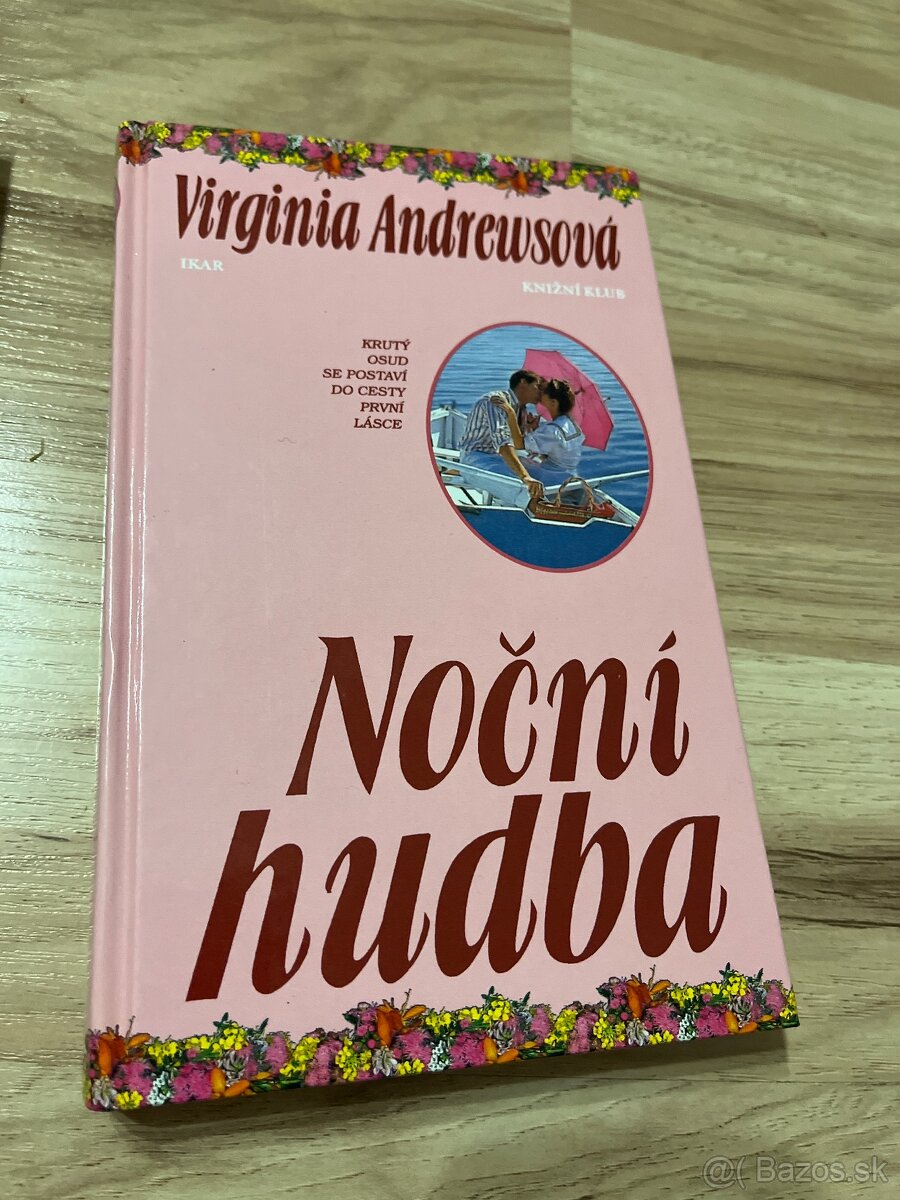 Virginia Andrewsová
IKAR
KNIŽNÍ KLUB
KRUTÝ
OSUD
SE POSTAVÍ
DO CESTY
PRVNÍ
LÁSCE
Noční
hudba
@( Bazos.sk